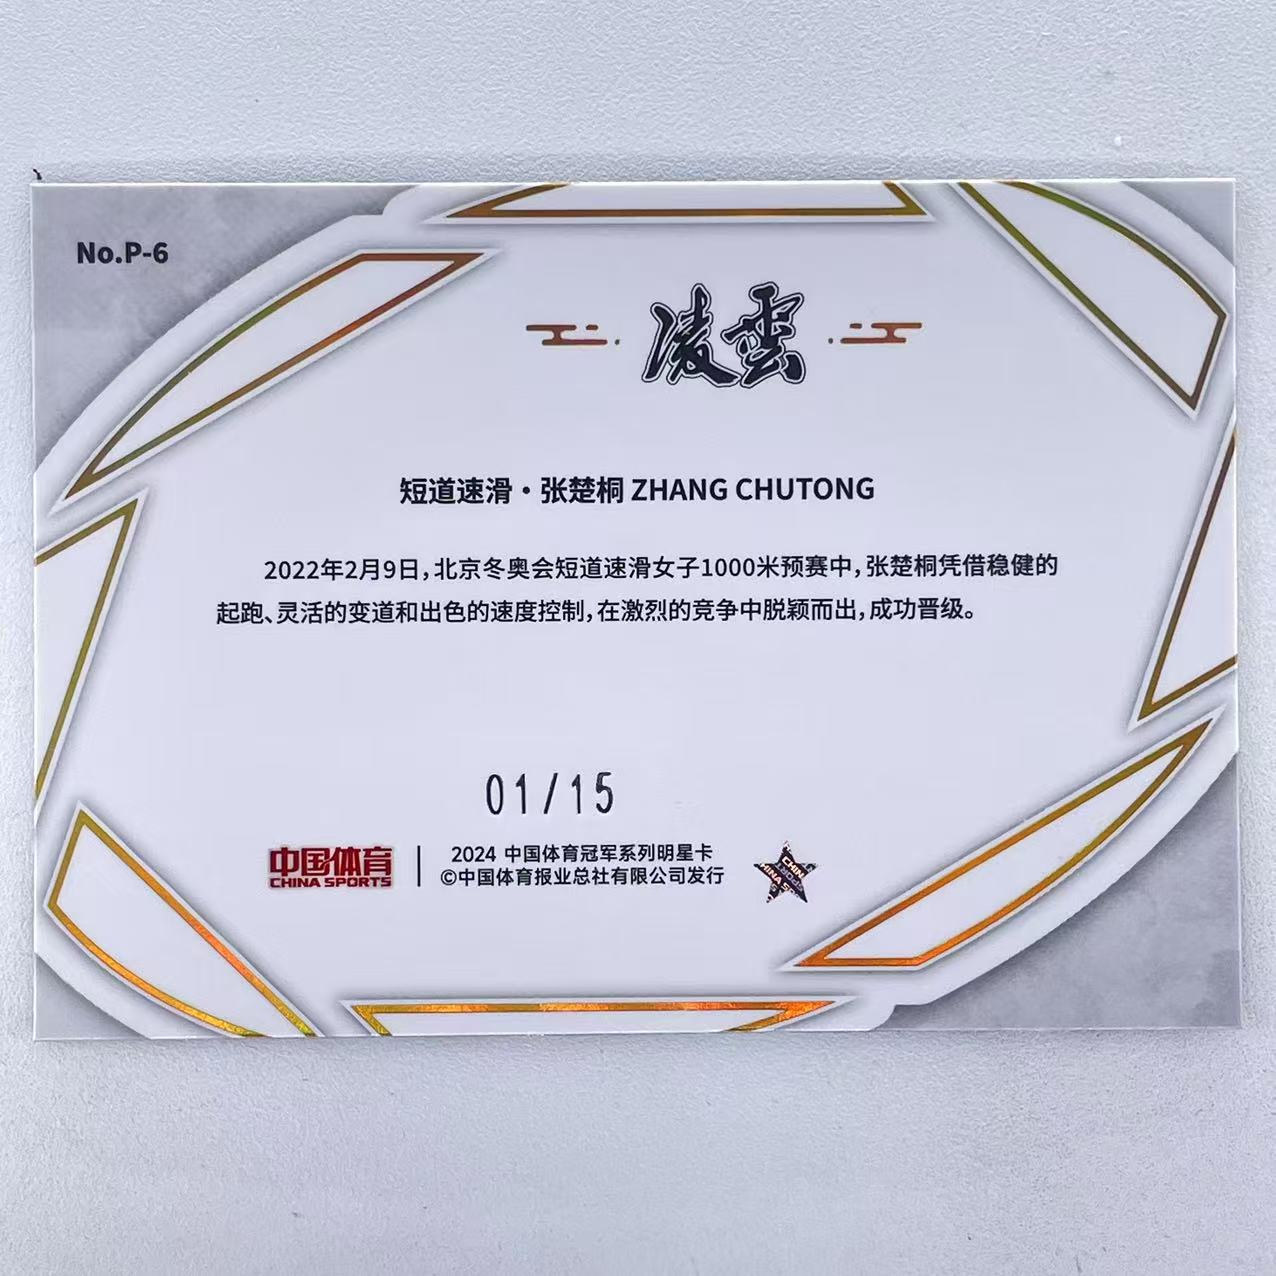 No.P-6
凌雲
短道速滑·张楚桐 ZHANG CHUTONG
2022年2月9日,北京冬奥会短道速滑女子1000米预赛中,张楚桐凭借稳健的
起跑、灵活的变道和出色的速度控制,在激烈的竞争中脱颖而出,成功晋级。
01/15
中国体育
CHINA SPORTS
2024 中国体育冠军系列明星卡
©中国体育报业总社有限公司发行